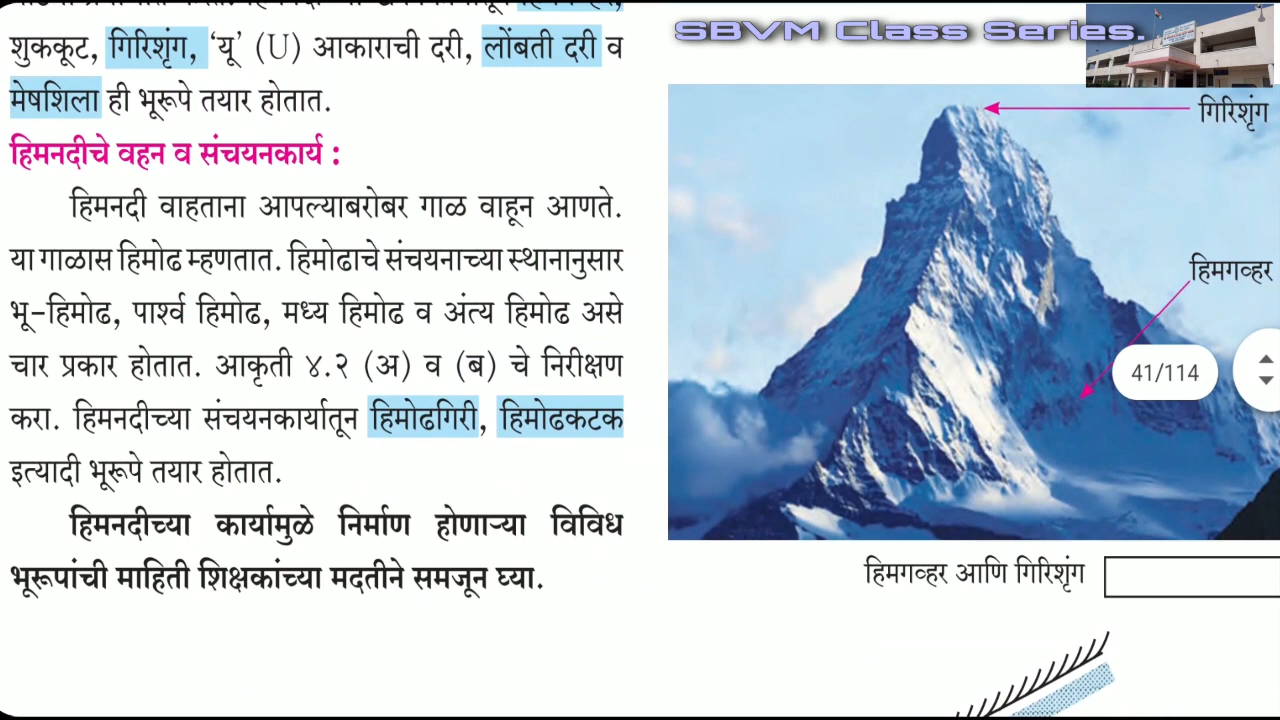 शुककूट, गिरिशृंग, ‘यू’ (U) आकाराची दरी, लोंबती दरी व
मेषशिला ही भूरूपे तयार होतात.
हिमनदीचे वहन व संचयनकार्य :
हिमनदी वाहताना आपल्याबरोबर गाळ वाहून आणते.
या गाळास हिमोढ म्हणतात. हिमोढाचे संचयनाच्या स्थानानुसार
भू-हिमोढ, पार्श्व हिमोढ, मध्य हिमोढ व अंत्य हिमोढ असे
चार प्रकार होतात. आकृती ४.२ (अ) व (ब) चे निरीक्षण
करा. हिमनदीच्या संचयनकार्यातून हिमोढगिरी, हिमोढकटक
इत्यादी भूरूपे तयार होतात.
हिमनदीच्या कार्यामुळे निर्माण होणाऱ्या विविध
भूरूपांची माहिती शिक्षकांच्या मदतीने समजून घ्या.
SBVM Class Series.
गिरिशृंग
हिमगव्हर
41/114
हिमगव्हर आणि गिरिशृंग